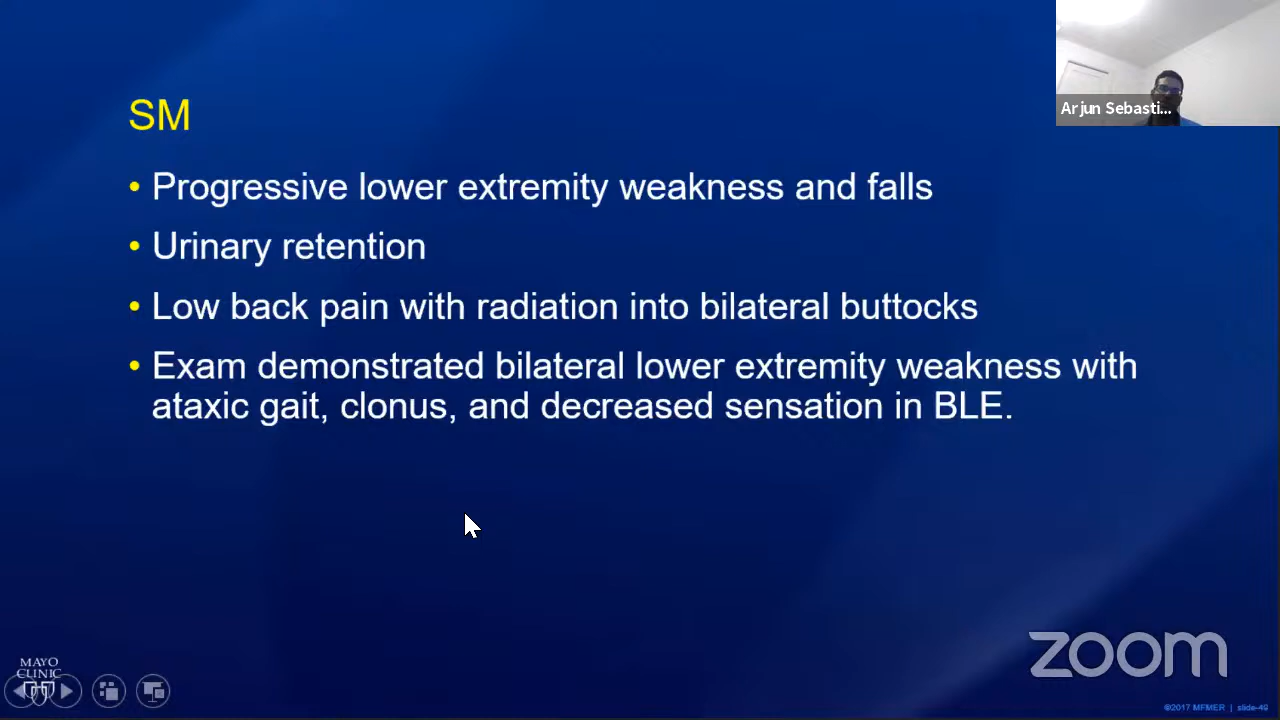 SM
Arjun Sebasti...
• Progressive lower extremity weakness and falls
• Urinary retention
• Low back pain with radiation into bilateral buttocks
• Exam demonstrated bilateral lower extremity weakness with
ataxic gait, clonus, and decreased sensation in BLE.
MAYO
CLINIC
zoom
©2017 MFMER | slide-49